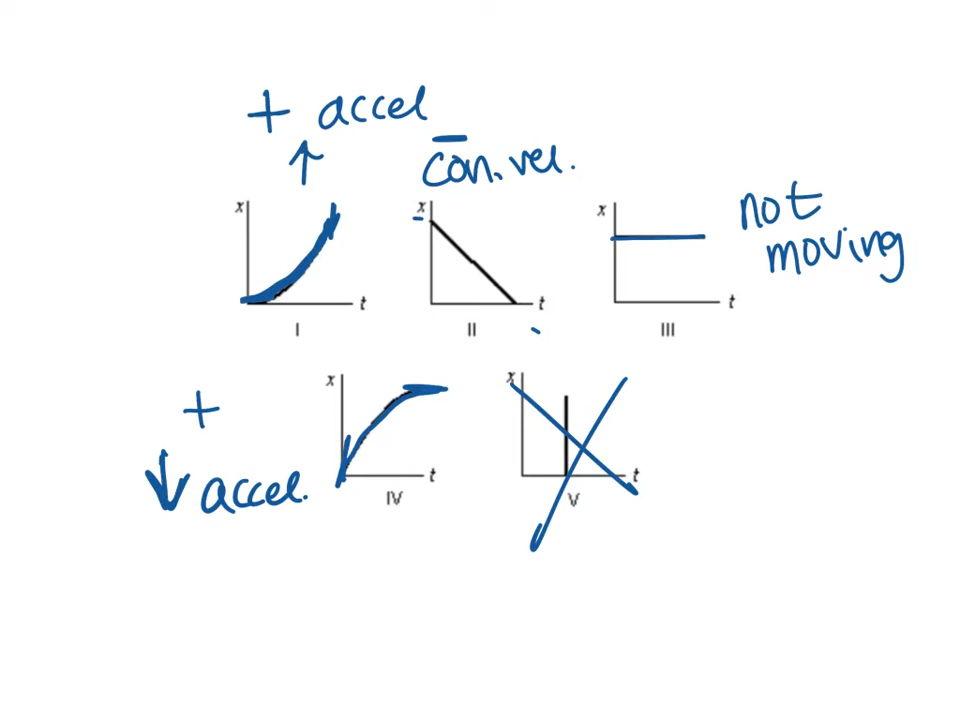 + accel
↑
– con. vel.
x
t
I
x
t
II
x
t
III
not
moving
+
↓ accel.
x
t
IV
x
t
V